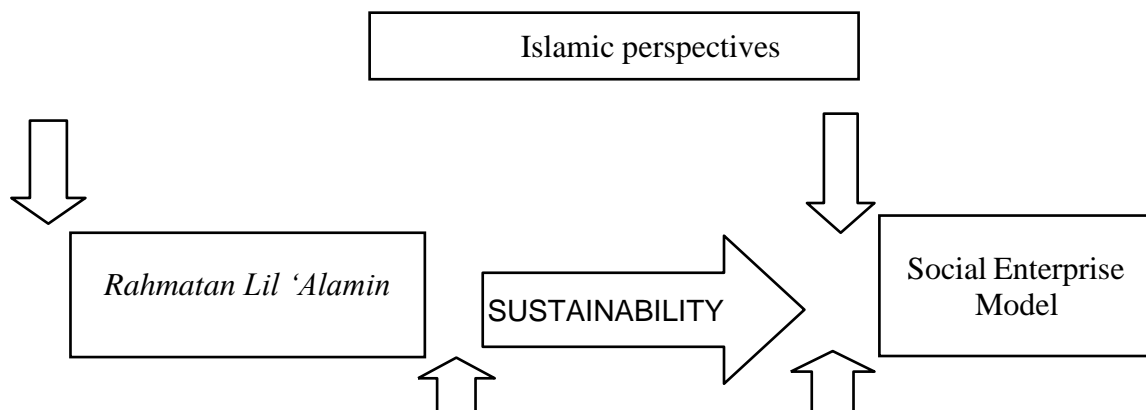 Islamic perspectives
Rahmatan Lil ‘Alamin
SUSTAINABILITY
Social Enterprise
Model